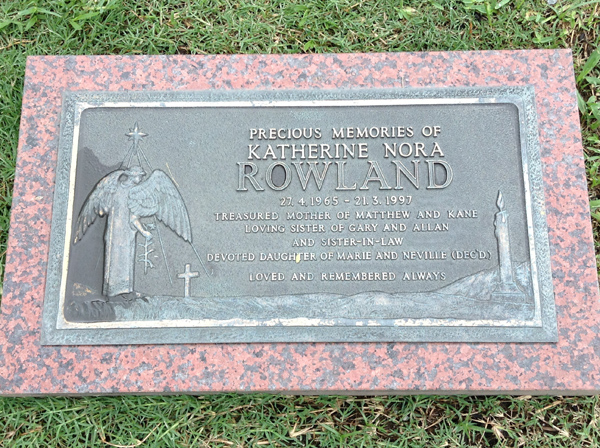 PRECIOUS MEMORIES OF
KATHERINE NORA
ROWLAND
27.4.1965 - 21.3.1997
TREASURED MOTHER OF MATTHEW AND KANE
LOVING SISTER OF GARY AND ALLAN
AND SISTER-IN-LAW
DEVOTED DAUGHTER OF MARIE AND NEVILLE (DEC'D)
LOVED AND REMEMBERED ALWAYS